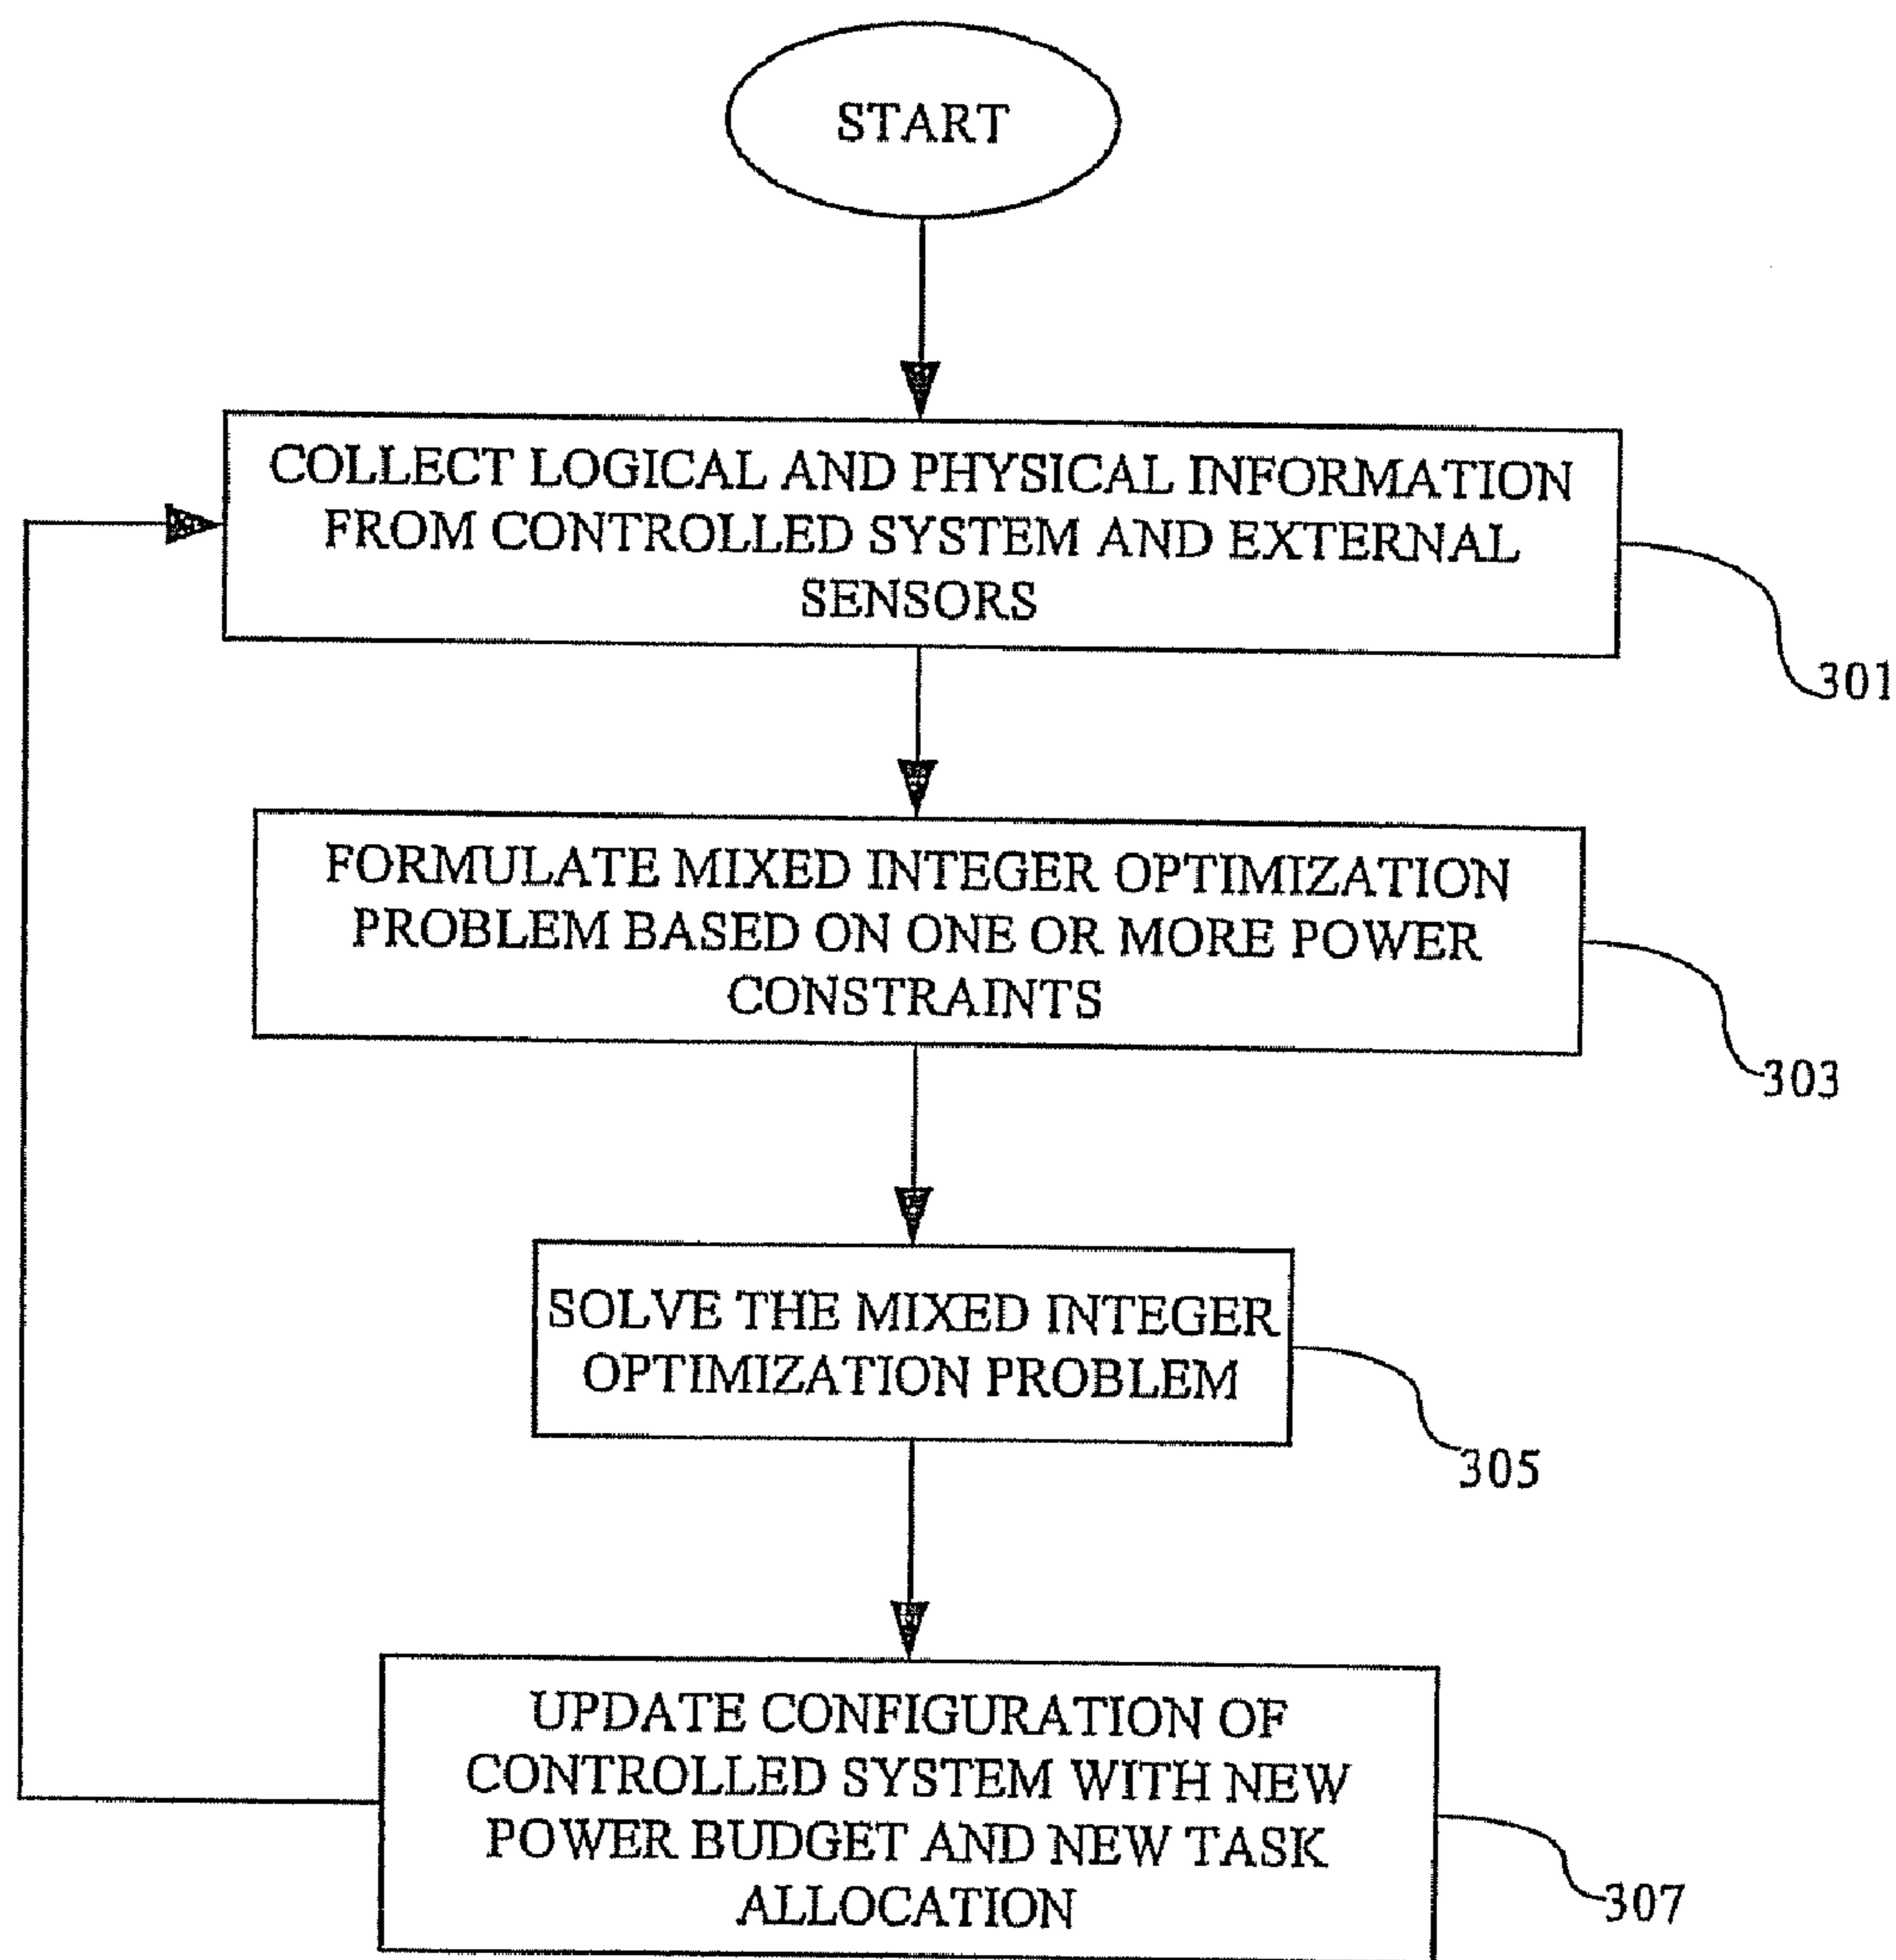 START
COLLECT LOGICAL AND PHYSICAL INFORMATION
FROM CONTROLLED SYSTEM AND EXTERNAL
SENSORS
301
FORMULATE MIXED INTEGER OPTIMIZATION
PROBLEM BASED ON ONE OR MORE POWER
CONSTRAINTS
303
SOLVE THE MIXED INTEGER
OPTIMIZATION PROBLEM
305
UPDATE CONFIGURATION OF
CONTROLLED SYSTEM WITH NEW
POWER BUDGET AND NEW TASK
ALLOCATION
307